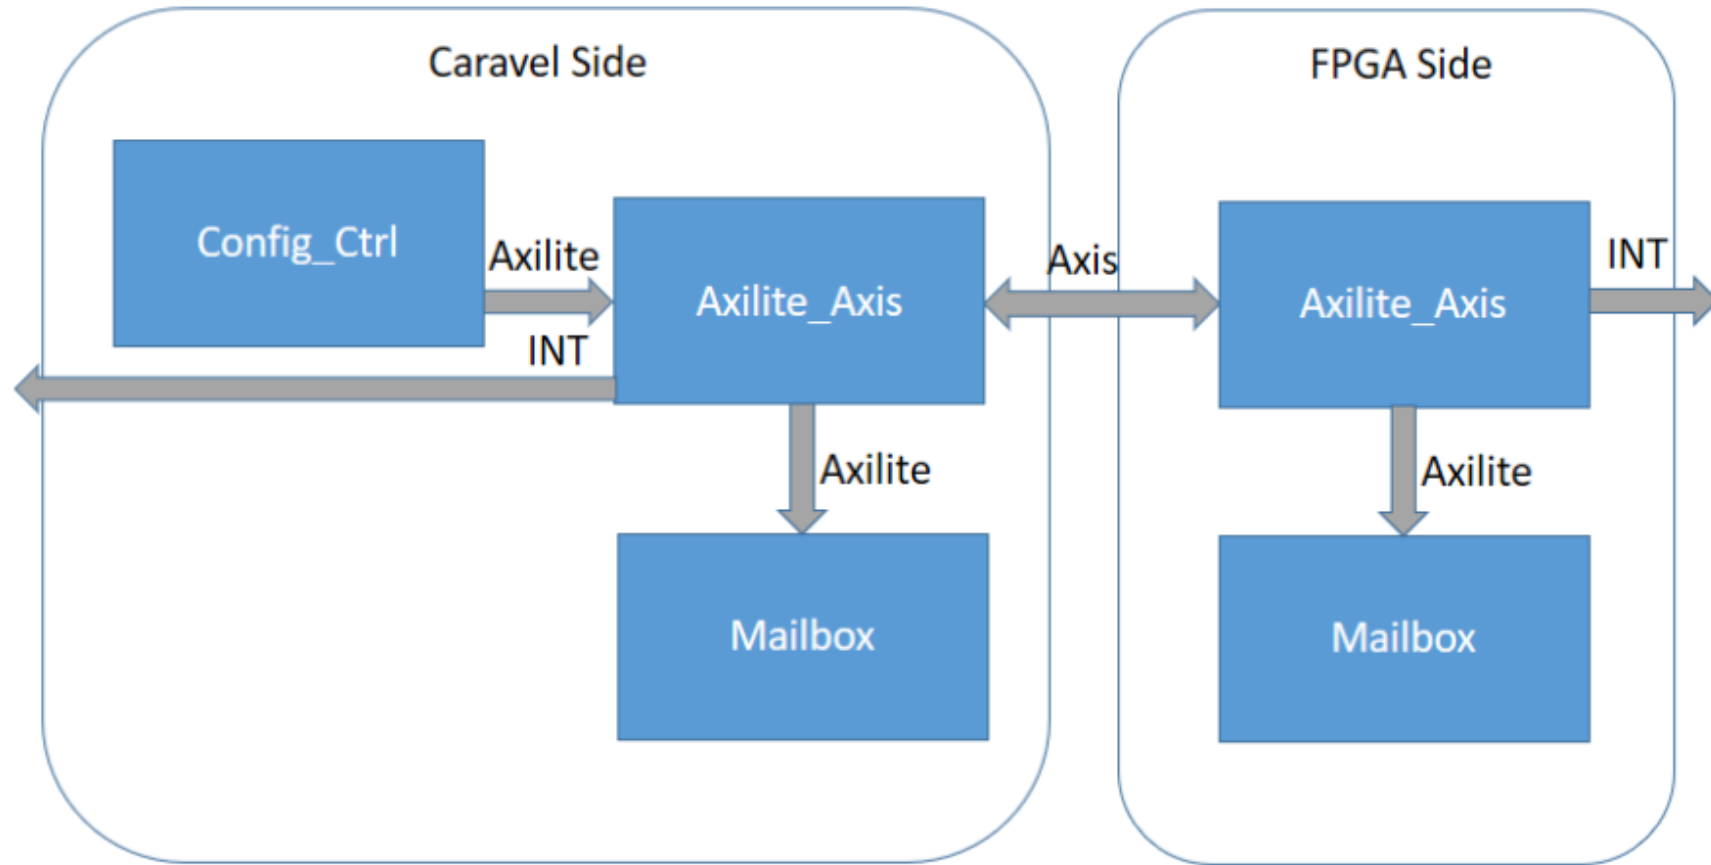 Caravel Side
FPGA Side
Config_Ctrl
Axilite
Axilite_Axis
Axis
Axilite_Axis
INT
INT
Axilite
Axilite
Mailbox
Mailbox